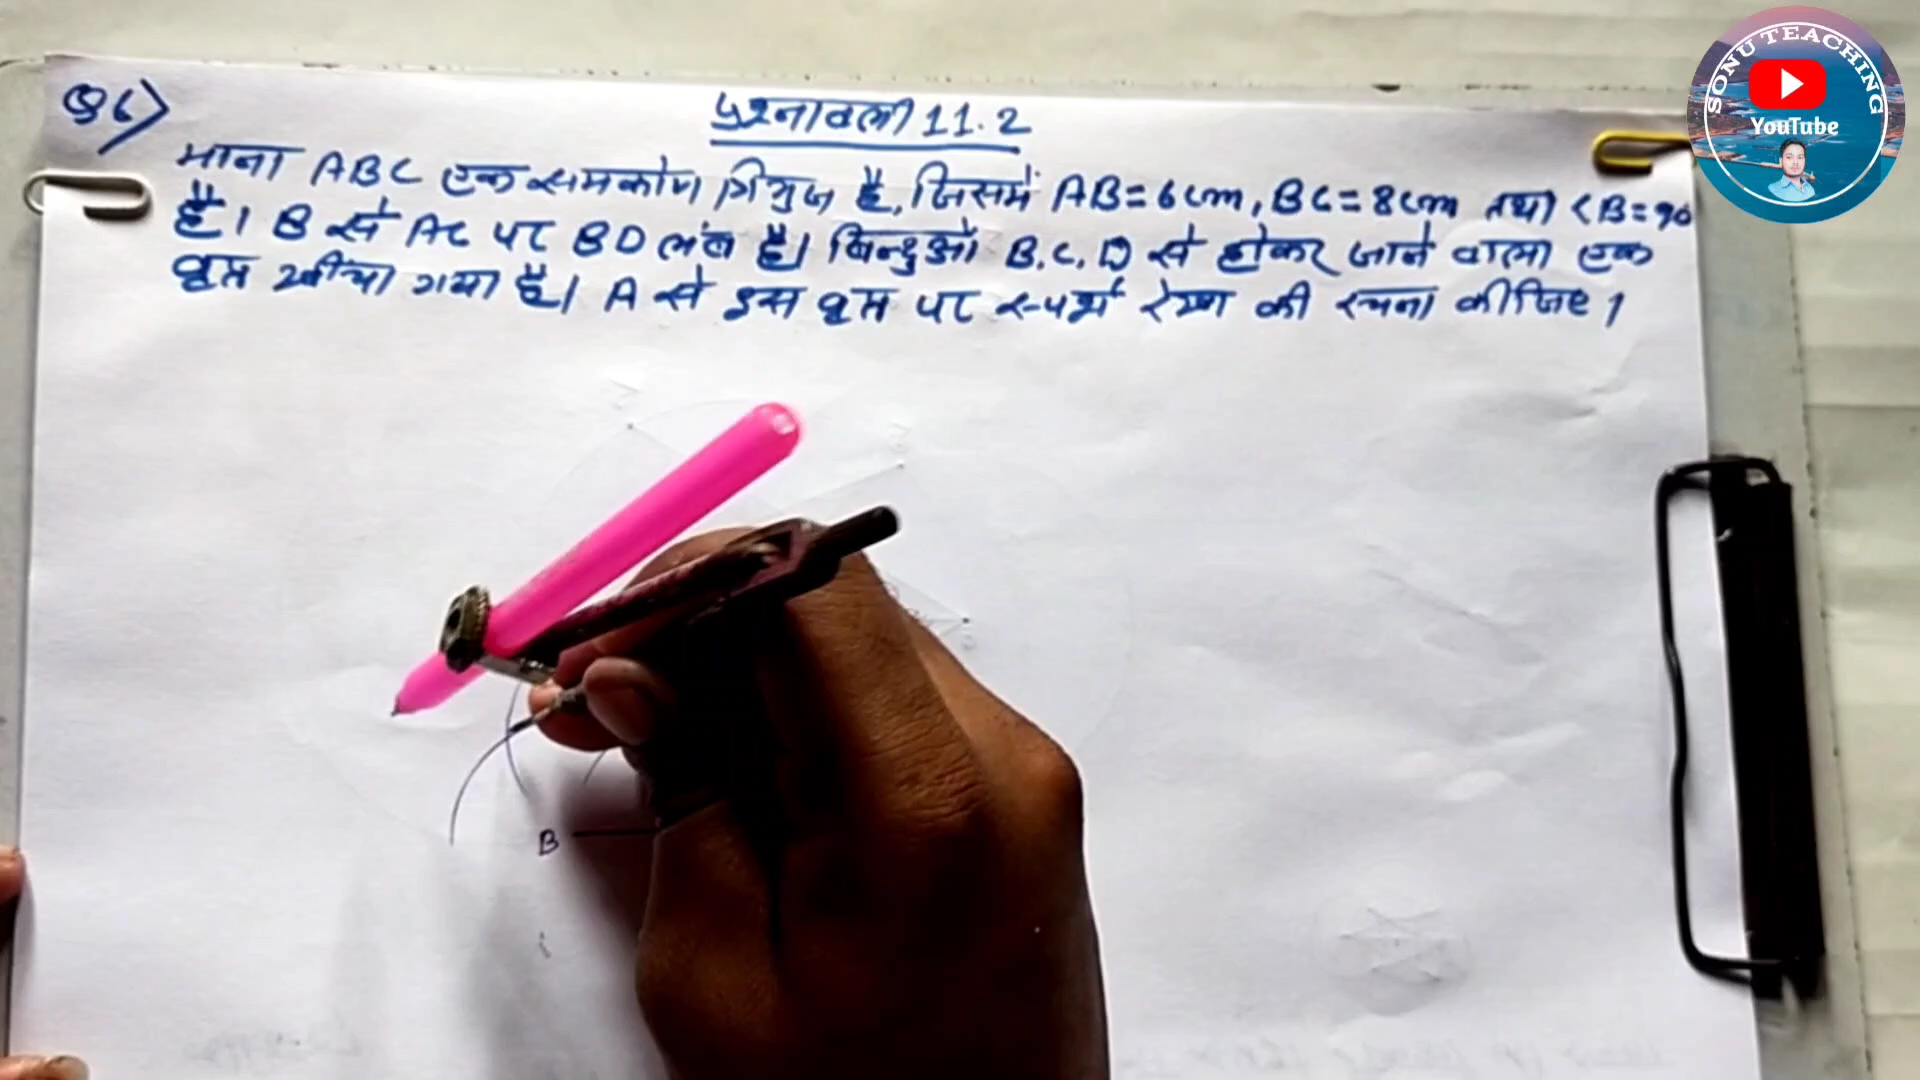 प्रश्नावली 11.2
Q6)
माना ABC एक समकोण त्रिभुज है, जिसमें AB=6cm, BC=8cm तथा <B=90
है। B से AC पर BD लंब है। बिन्दुओं B,C,D से होकर जाने वाला एक
वृत्त खींचा गया है। A से इस वृत्त पर स्पर्श रेखा की रचना कीजिए।
B
SONU TEACHING
YouTube